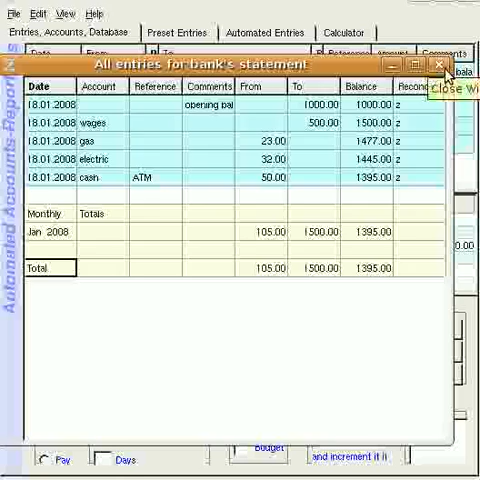 File Edit View Help
Entries, Accounts, Database Preset Entries Automated Entries Calculator
All entries for bank's statement
Date Account Reference Comments From To Balance Recon
Close Wi
18.01.2008 opening bal 1000.00 1000.00 z
18.01.2008 wages 500.00 1500.00 z
18.01.2008 gas 23.00 1477.00 z
18.01.2008 electric 32.00 1445.00 z
18.01.2008 cash ATM 50.00 1395.00 z
Monthly Totals
Jan 2008 105.00 1500.00 1395.00
Total 105.00 1500.00 1395.00
Automated Accounts-Repor
Budget
Pay Days and increment it